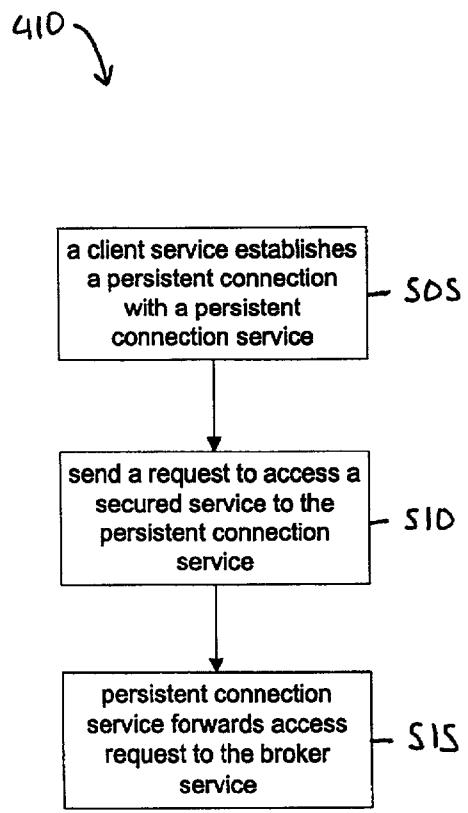 410
a client service establishes
a persistent connection
with a persistent
connection service
505
send a request to access a
secured service to the
persistent connection
service
510
persistent connection
service forwards access
request to the broker
service
515